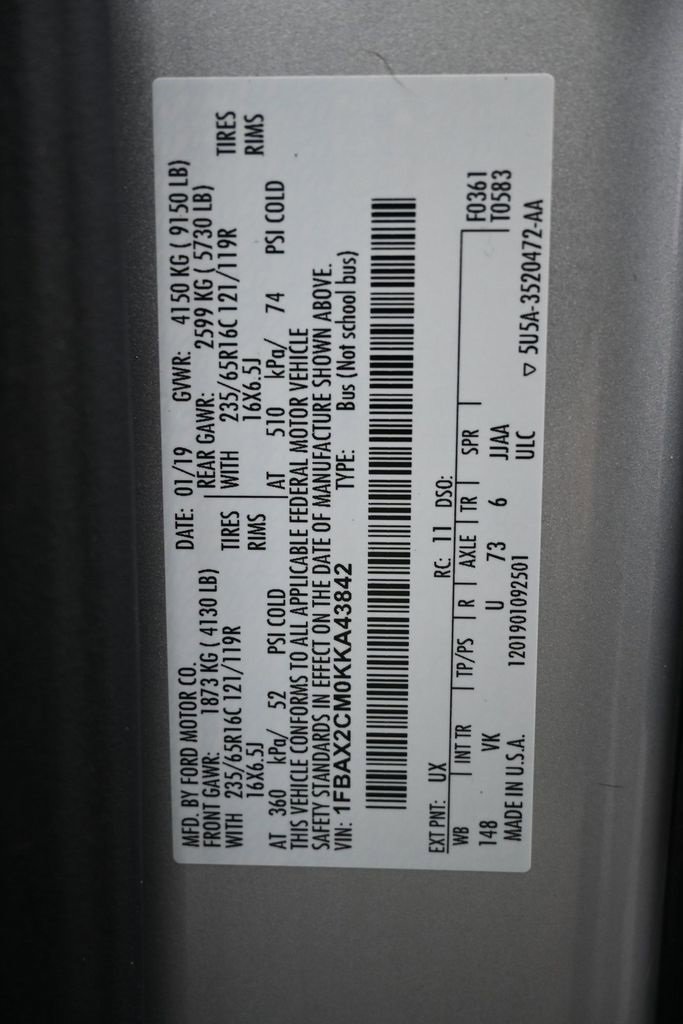 MFD. BY FORD MOTOR CO. DATE: 01/19 GVWR: 4150 KG ( 9150 LB)
FRONT GAWR: 1873 KG ( 4130 LB) REAR GAWR: 2599 KG ( 5730 LB)
WITH 235/65R16C 121/119R TIRES WITH 235/65R16C 121/119R TIRES
16X6.5J RIMS 16X6.5J RIMS
AT 360 kPa/ 52 PSI COLD AT 510 kPa/ 74 PSI COLD
THIS VEHICLE CONFORMS TO ALL APPLICABLE FEDERAL MOTOR VEHICLE
SAFETY STANDARDS IN EFFECT ON THE DATE OF MANUFACTURE SHOWN ABOVE.
VIN: 1FBAX2CM0KKA43842 TYPE: Bus (Not school bus)
EXT PNT: UX RC: 11 DSO:
WB INT TR TP/PS R AXLE TR SPR F0361
148 VK U 73 6 JJAA T0583
MADE IN U.S.A. 1201901092501 ULC ▽ 5U5A-3520472-AA